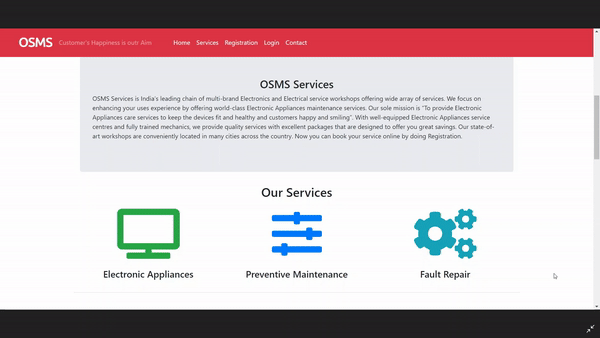 OSMS Customer's Happiness is outr Aim Home Services Registration Login Contact
OSMS Services
OSMS Services is India's leading chain of multi-brand Electronics and Electrical service workshops offering wide array of services. We focus on
enhancing your uses experience by offering world-class Electronic Appliances maintenance services. Our sole mission is "To provide Electronic
Appliances care services to keep the devices fit and healthy and customers happy and smiling". With well-equipped Electronic Appliances service
centres and fully trained mechanics, we provide quality services with excellent packages that are designed to offer you great savings. Our state-of-
art workshops are conveniently located in many cities across the country. Now you can book your service online by doing Registration.
Our Services
Electronic Appliances Preventive Maintenance Fault Repair